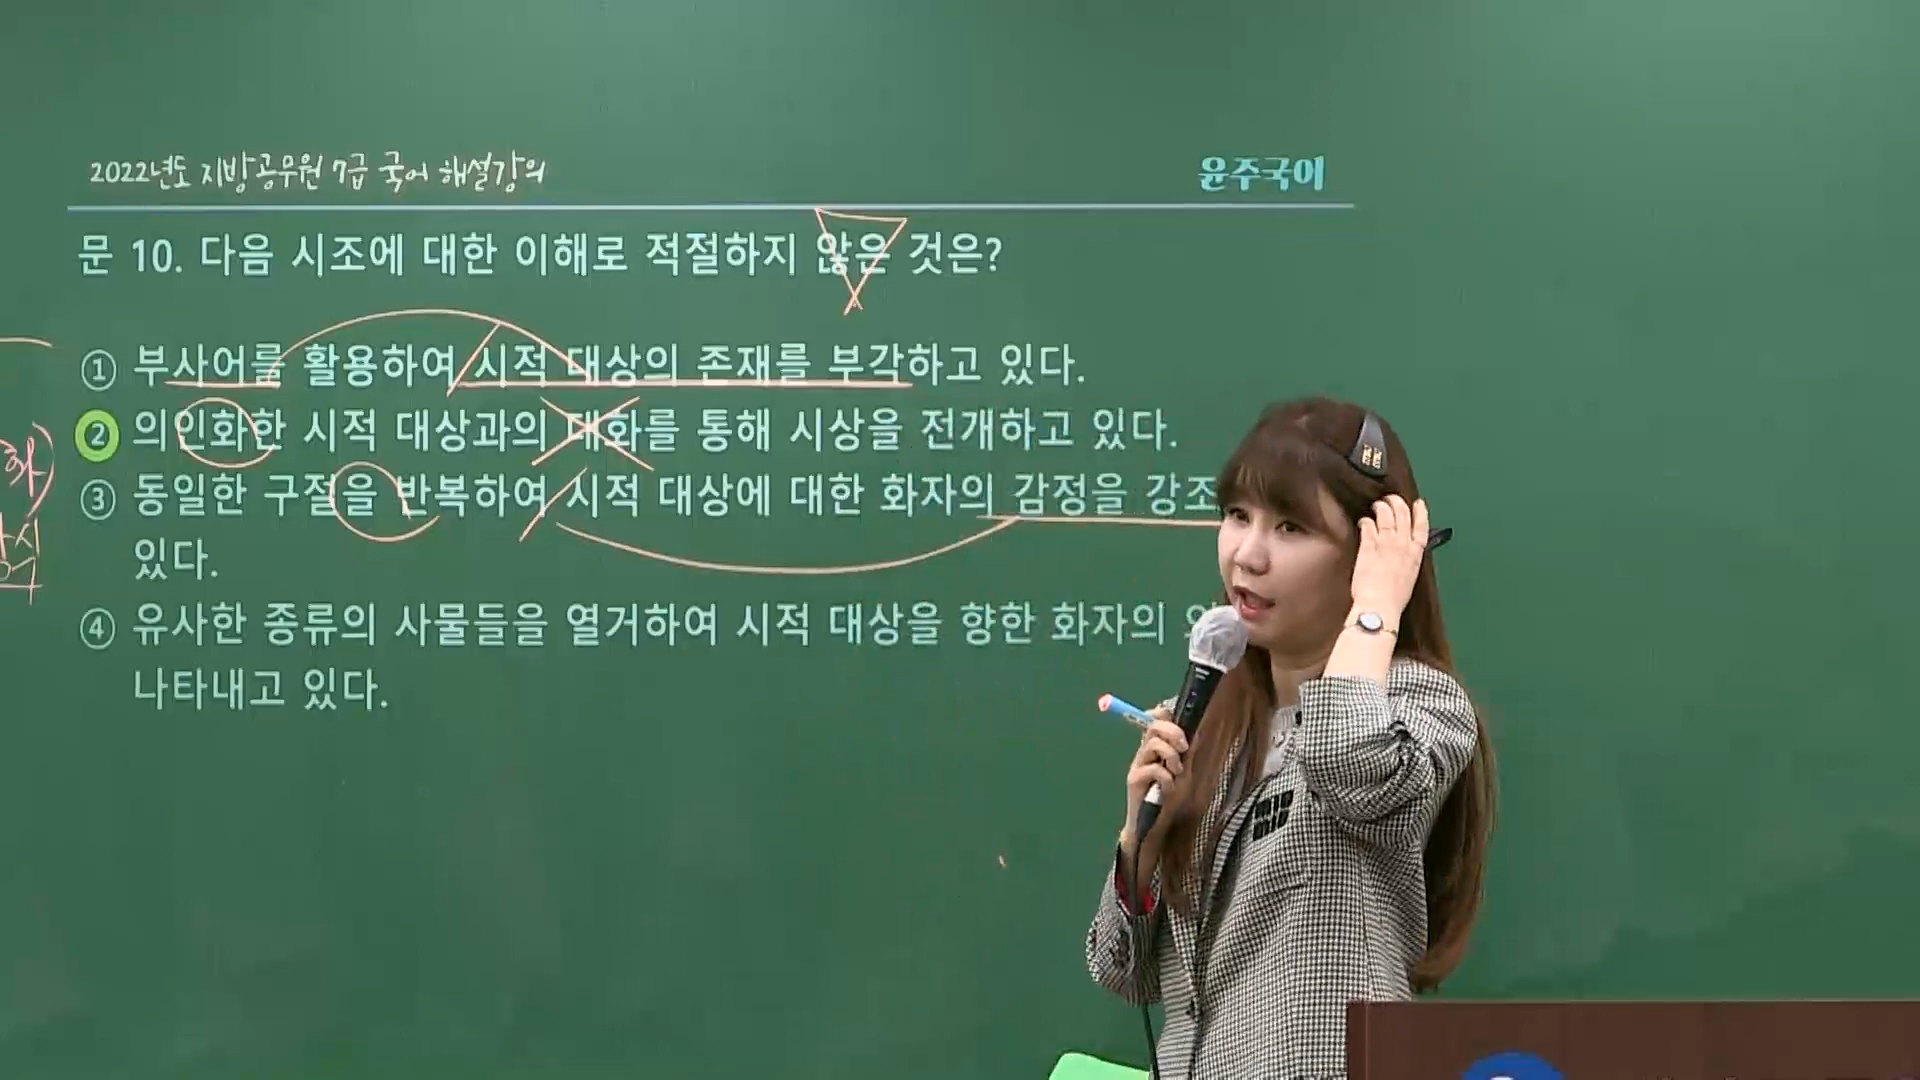 2022년도 지방공무원 7급 국어 해설강의
윤주국어
문 10. 다음 시조에 대한 이해로 적절하지 않은 것은?
① 부사어를 활용하여 시적 대상의 존재를 부각하고 있다.
② 의인화한 시적 대상과의 대화를 통해 시상을 전개하고 있다.
③ 동일한 구절을 반복하여 시적 대상에 대한 화자의 감정을 강조
있다.
④ 유사한 종류의 사물들을 열거하여 시적 대상을 향한 화자의
나타내고 있다.